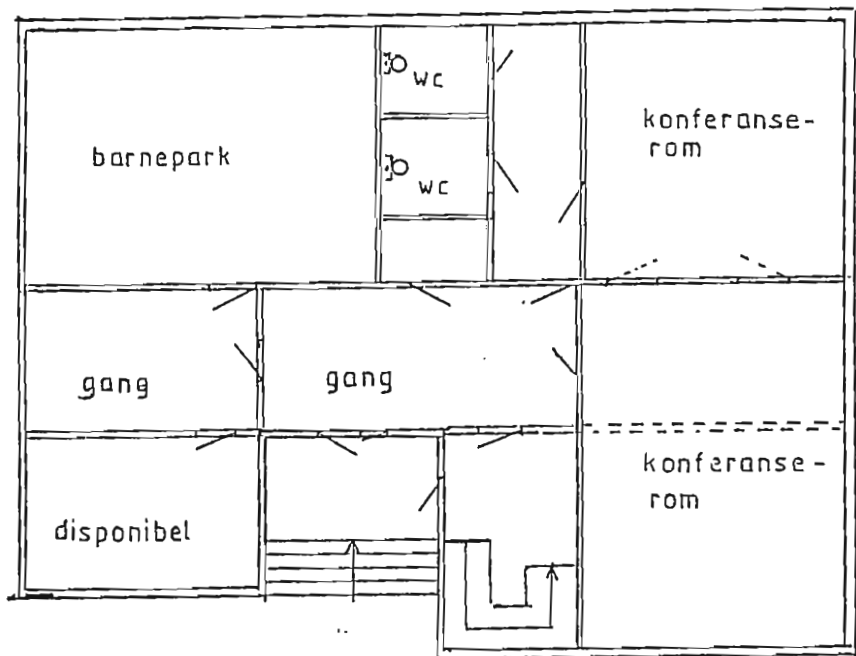 wc
konferanse-
rom
barnepark
wc
gang
gang
konferanse-
rom
disponibel